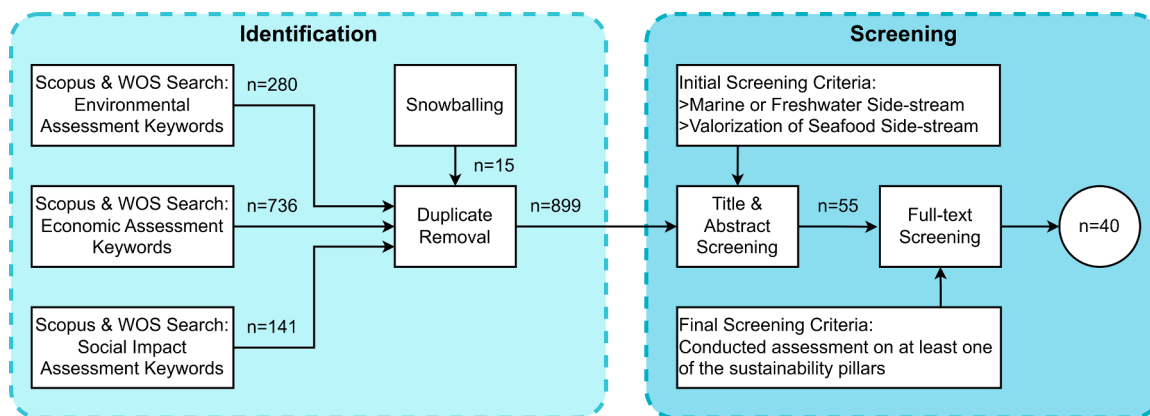 Identification
Scopus & WOS Search:
Environmental
Assessment Keywords
n=280
Snowballing
n=15
Scopus & WOS Search:
Economic Assessment
Keywords
n=736
Duplicate
Removal
n=899
Scopus & WOS Search:
Social Impact
Assessment Keywords
n=141
Screening
Initial Screening Criteria:
>Marine or Freshwater Side-stream
>Valorization of Seafood Side-stream
Title &
Abstract
Screening
n=55
Full-text
Screening
n=40
Final Screening Criteria:
Conducted assessment on at least one
of the sustainability pillars